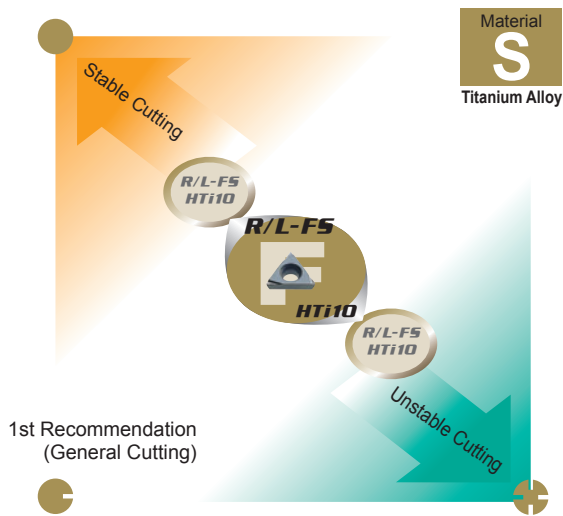 Material
S
Titanium Alloy
Stable Cutting
R/L-FS
HTi10
R/L-FS
F
HTi10
R/L-FS
HTi10
Unstable Cutting
1st Recommendation
(General Cutting)